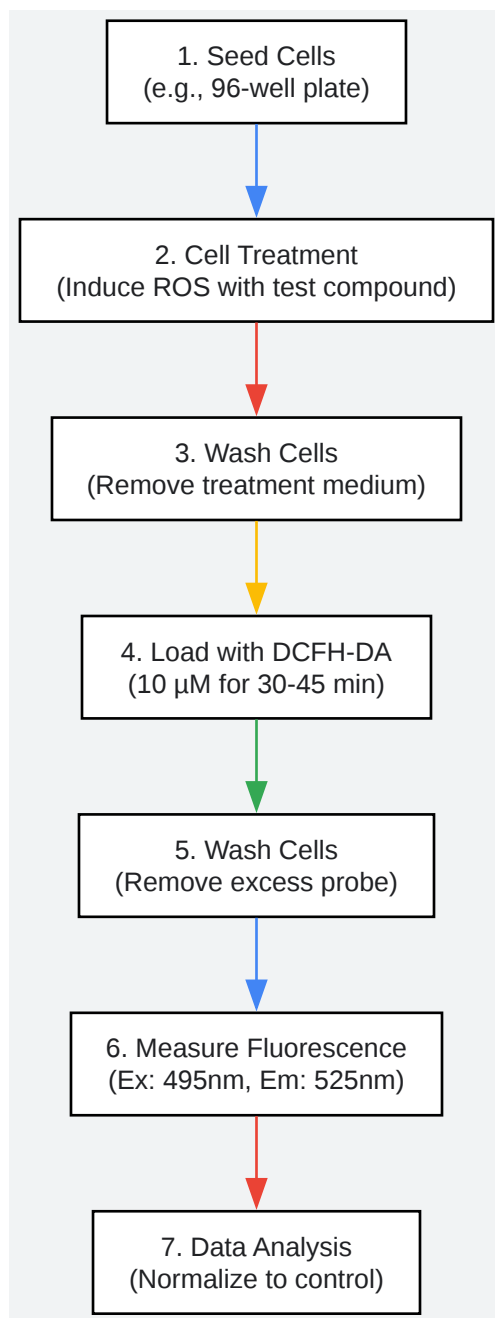 1. Seed Cells
(e.g., 96-well plate)
2. Cell Treatment
(Induce ROS with test compound)
3. Wash Cells
(Remove treatment medium)
4. Load with DCFH-DA
(10 µM for 30-45 min)
5. Wash Cells
(Remove excess probe)
6. Measure Fluorescence
(Ex: 495nm, Em: 525nm)
7. Data Analysis
(Normalize to control)